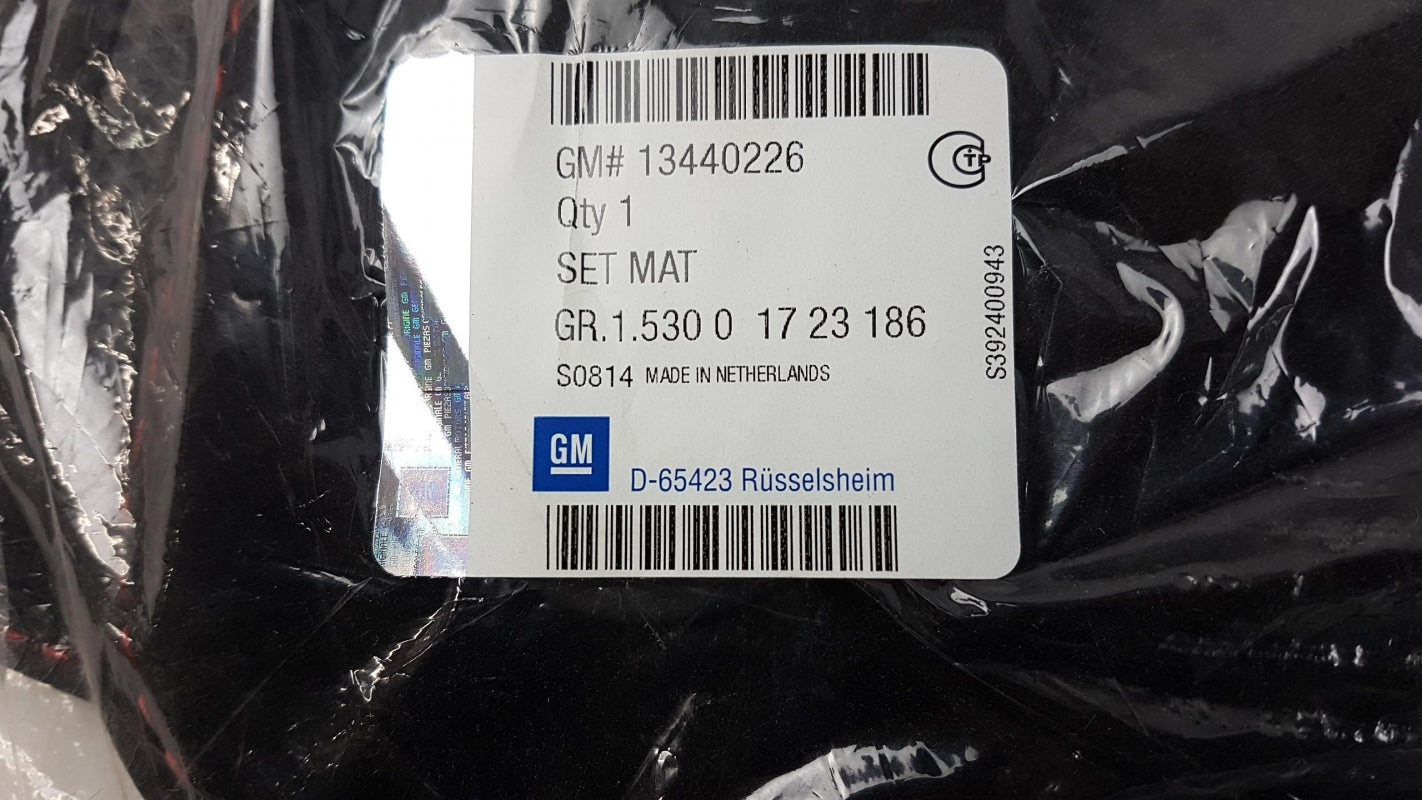 GM# 13440226
Qty 1
SET MAT
GR.1.530 0 17 23 186
S0814 MADE IN NETHERLANDS
GM
D-65423 Rüsselsheim
S392400943